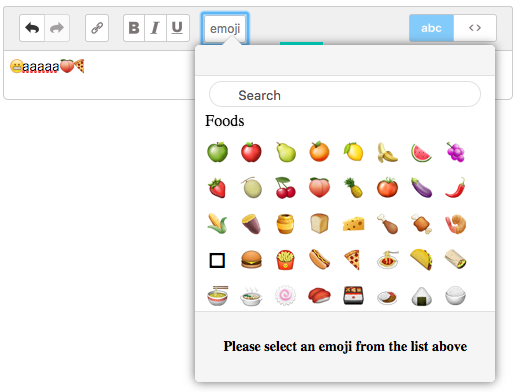 B I U emoji abc <>
😁aaaaa🍑🍕
Search
Foods
Please select an emoji from the list above